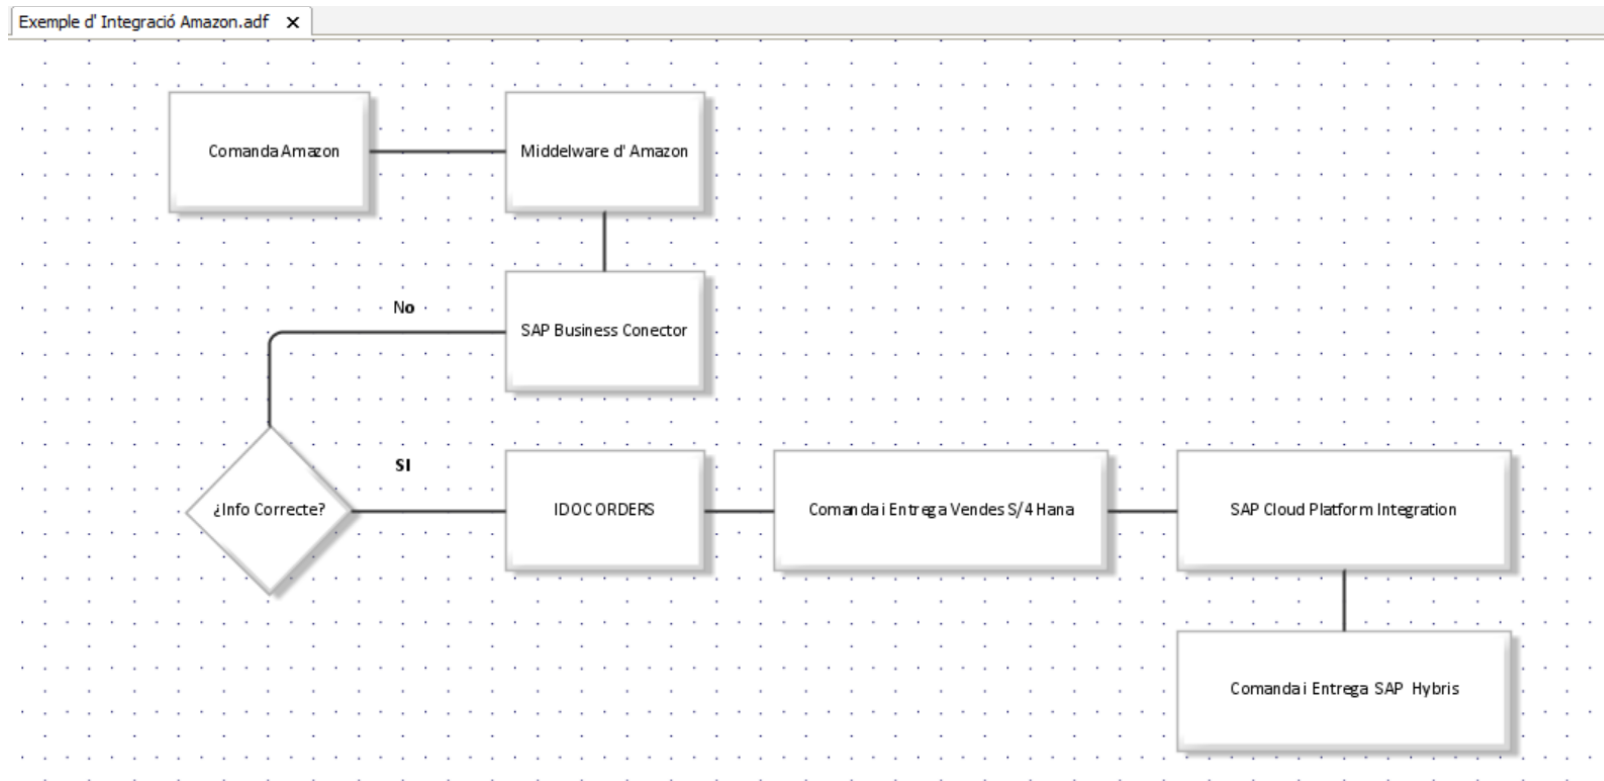 Exemple d' Integració Amazon.adf
Comanda Amazon
Middelware d' Amazon
No
SAP Business Conector
SI
¿Info Correcte?
IDOC ORDERS
Comanda i Entrega Vendes S/4 Hana
SAP Cloud Platform Integration
Comanda i Entrega SAP Hybris